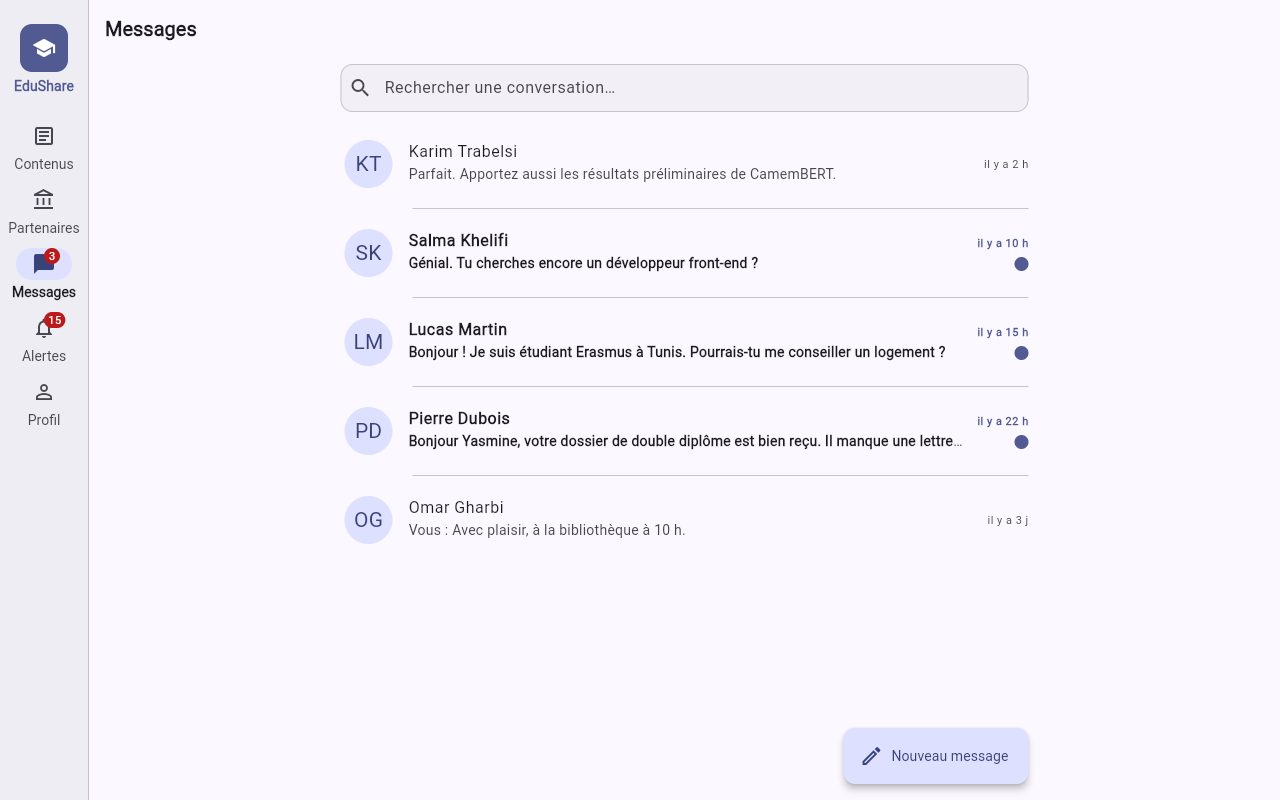 Messages
EduShare
Contenus
Partenaires
3
Messages
15
Alertes
Profil
Rechercher une conversation…
KT
Karim Trabelsi
il y a 2 h
Parfait. Apportez aussi les résultats préliminaires de CamemBERT.
SK
Salma Khelifi
il y a 10 h
Génial. Tu cherches encore un développeur front-end ?
LM
Lucas Martin
il y a 15 h
Bonjour ! Je suis étudiant Erasmus à Tunis. Pourrais-tu me conseiller un logement ?
PD
Pierre Dubois
il y a 22 h
Bonjour Yasmine, votre dossier de double diplôme est bien reçu. Il manque une lettre…
OG
Omar Gharbi
il y a 3 j
Vous : Avec plaisir, à la bibliothèque à 10 h.
Nouveau message